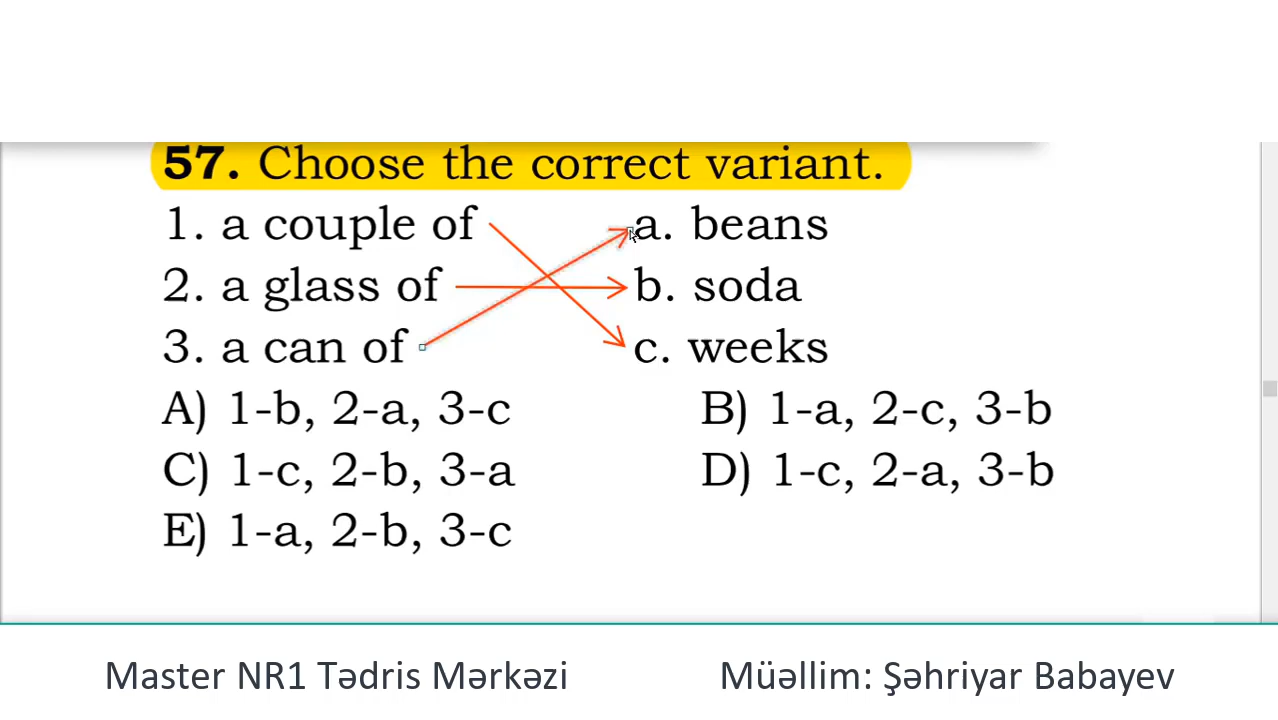 57. Choose the correct variant.
1. a couple of a. beans
2. a glass of b. soda
3. a can of c. weeks
A) 1-b, 2-a, 3-c B) 1-a, 2-c, 3-b
C) 1-c, 2-b, 3-a D) 1-c, 2-a, 3-b
E) 1-a, 2-b, 3-c
Master NR1 Tədris Mərkəzi Müəllim: Şəhriyar Babayev